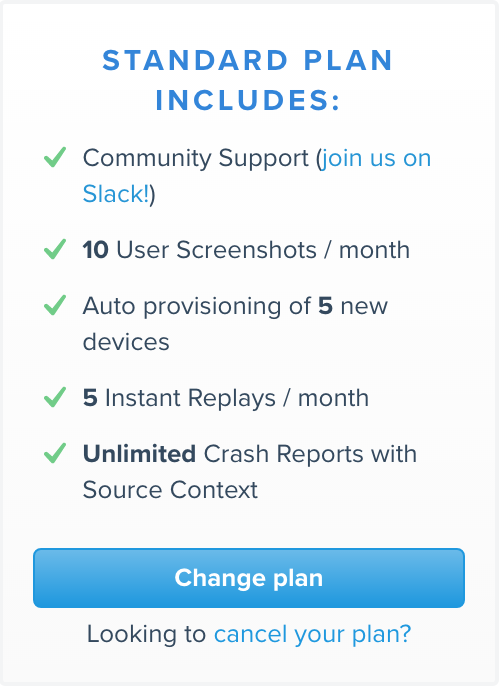 STANDARD PLAN
INCLUDES:
Community Support (join us on
Slack!)
10 User Screenshots / month
Auto provisioning of 5 new
devices
5 Instant Replays / month
Unlimited Crash Reports with
Source Context
Change plan
Looking to cancel your plan?